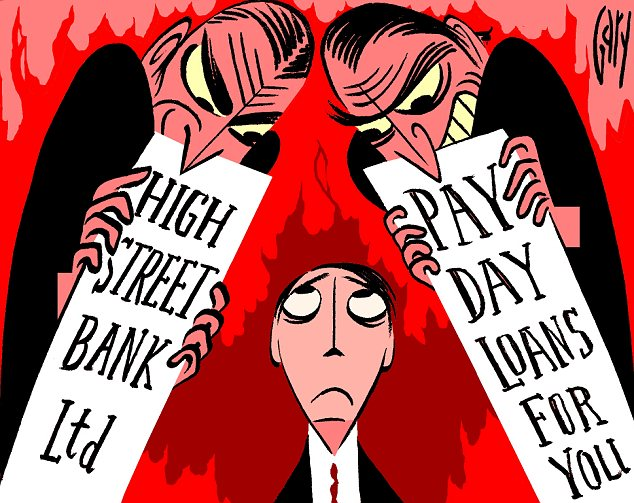 HIGH
STREET
BANK
Ltd
PAY
DAY
LOANS
FOR
YOU
Gary